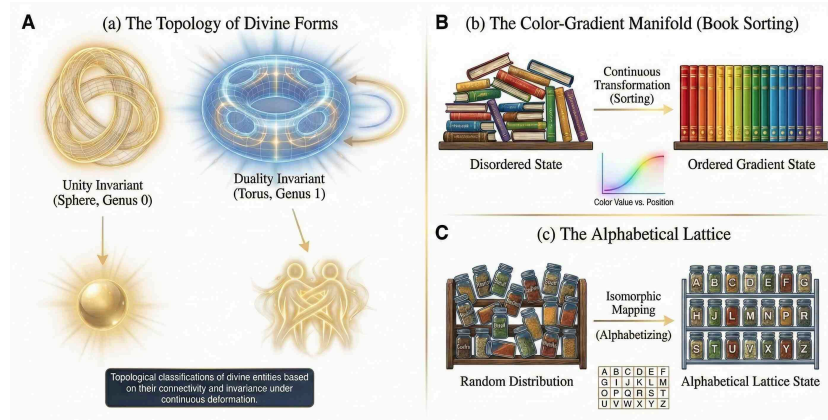 A
(a) The Topology of Divine Forms
Unity Invariant
(Sphere, Genus 0)
Duality Invariant
(Torus, Genus 1)
Topological classifications of divine entities based
on their connectivity and invariance under
continuous deformation.
B
(b) The Color-Gradient Manifold (Book Sorting)
Continuous
Transformation
(Sorting)
Disordered State
Ordered Gradient State
Color Value vs. Position
C
(c) The Alphabetical Lattice
Isomorphic
Mapping
(Alphabetizing)
A B C D E F
G I J K L M
O P Q R S T
U V W X Y Z
Random Distribution
A B C D E F G
H J L M N P R
S T U V X Y Z
Alphabetical Lattice State